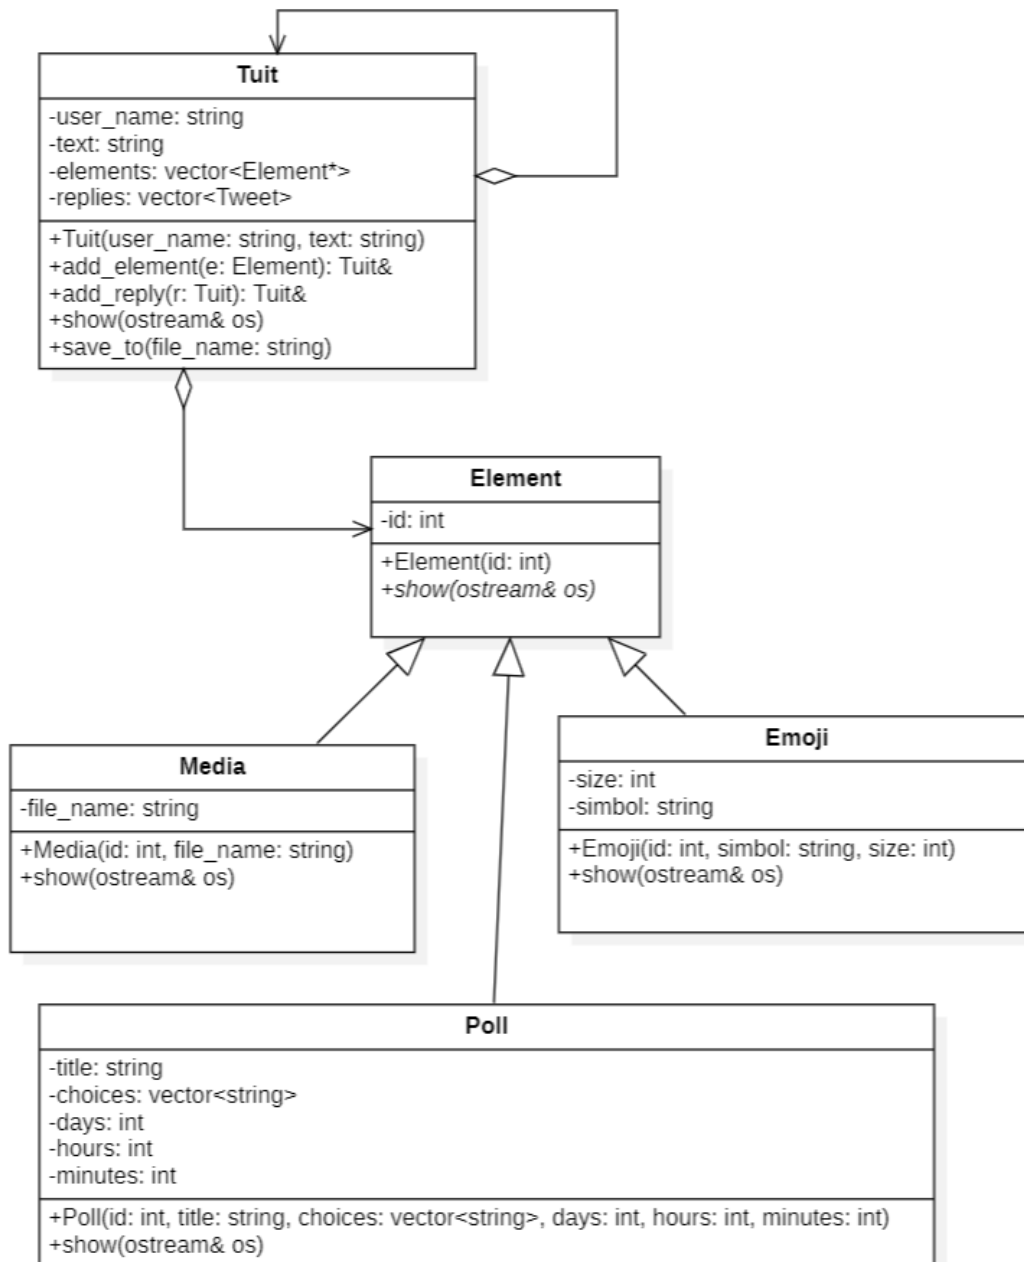 Tuit
-user_name: string
-text: string
-elements: vector<Element*>
-replies: vector<Tweet>
+Tuit(user_name: string, text: string)
+add_element(e: Element): Tuit&
+add_reply(r: Tuit): Tuit&
+show(ostream& os)
+save_to(file_name: string)
Element
-id: int
+Element(id: int)
+show(ostream& os)
Media
-file_name: string
+Media(id: int, file_name: string)
+show(ostream& os)
Emoji
-size: int
-simbol: string
+Emoji(id: int, simbol: string, size: int)
+show(ostream& os)
Poll
-title: string
-choices: vector<string>
-days: int
-hours: int
-minutes: int
+Poll(id: int, title: string, choices: vector<string>, days: int, hours: int, minutes: int)
+show(ostream& os)